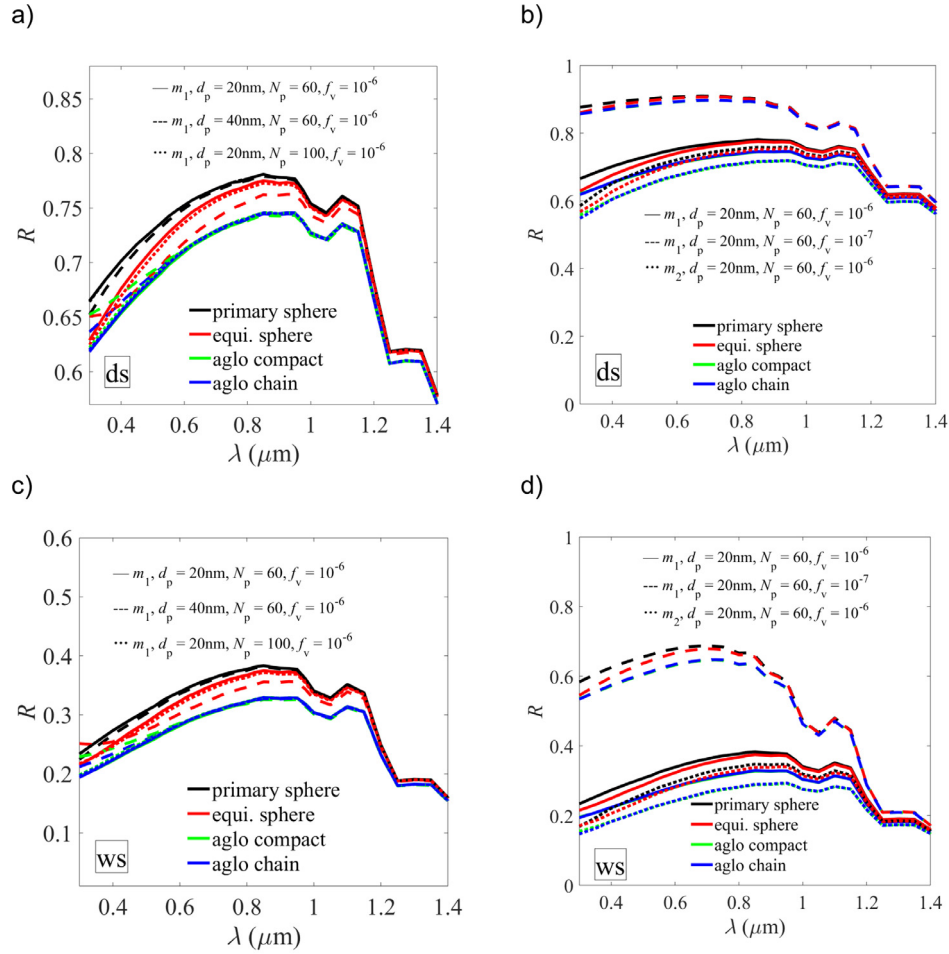 a)
0.85
0.8
0.75
0.7
0.65
0.6
R
m1, dp = 20nm, Np = 60, fv = 10-6
m1, dp = 40nm, Np = 60, fv = 10-6
m1, dp = 20nm, Np = 100, fv = 10-6
primary sphere
equi. sphere
aglo compact
aglo chain
ds
0.4 0.6 0.8 1 1.2 1.4
λ (μm)
b)
1
0.8
0.6
0.4
0.2
0
R
m1, dp = 20nm, Np = 60, fv = 10-6
m1, dp = 20nm, Np = 60, fv = 10-7
m2, dp = 20nm, Np = 60, fv = 10-6
primary sphere
equi. sphere
aglo compact
aglo chain
ds
0.4 0.6 0.8 1 1.2 1.4
λ (μm)
c)
0.6
0.5
0.4
0.3
0.2
0.1
R
m1, dp = 20nm, Np = 60, fv = 10-6
m1, dp = 40nm, Np = 60, fv = 10-6
m1, dp = 20nm, Np = 100, fv = 10-6
primary sphere
equi. sphere
aglo compact
aglo chain
ws
0.4 0.6 0.8 1 1.2 1.4
λ (μm)
d)
1
0.8
0.6
0.4
0.2
0
R
m1, dp = 20nm, Np = 60, fv = 10-6
m1, dp = 20nm, Np = 60, fv = 10-7
m2, dp = 20nm, Np = 60, fv = 10-6
primary sphere
equi. sphere
aglo compact
aglo chain
ws
0.4 0.6 0.8 1 1.2 1.4
λ (μm)